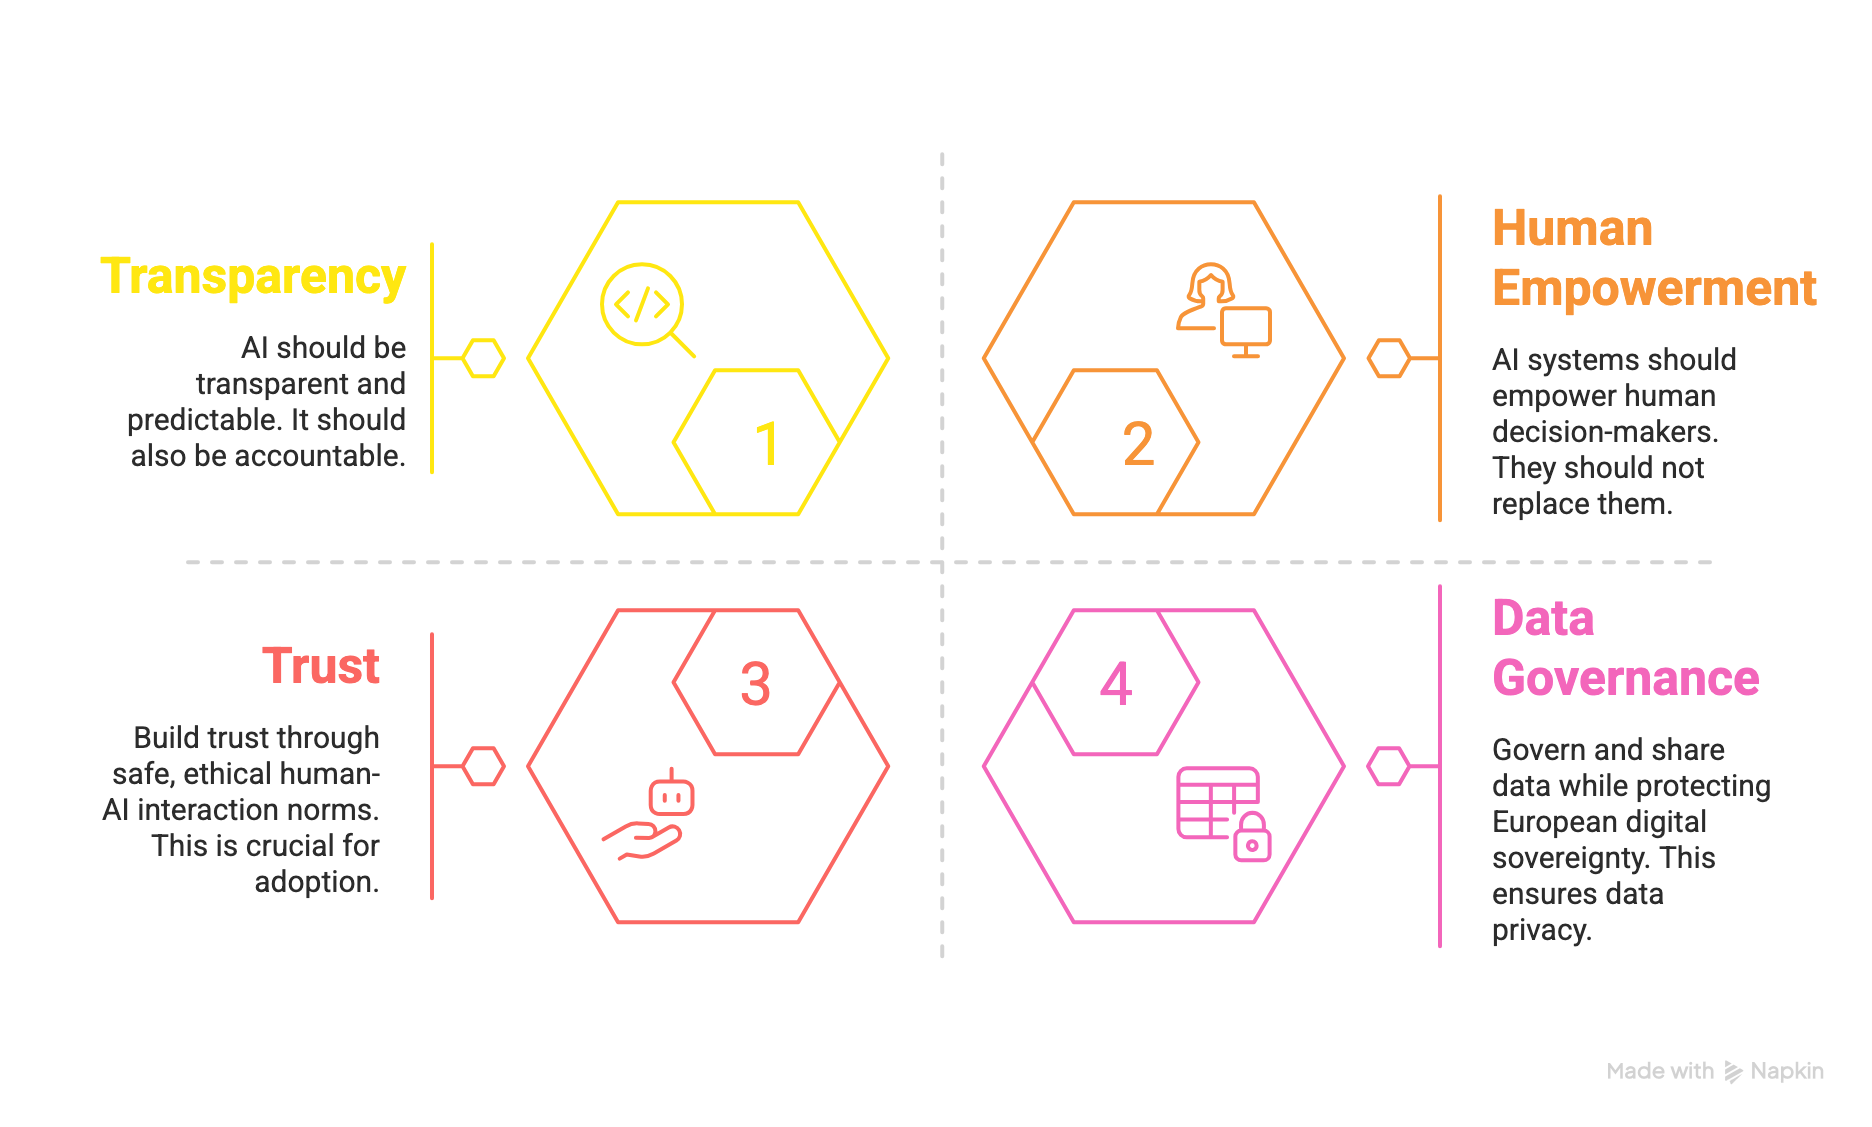 Transparency
AI should be
transparent and
predictable. It should
also be accountable.
1
Human
Empowerment
AI systems should
empower human
decision-makers.
They should not
replace them.
2
Trust
Build trust through
safe, ethical human-
AI interaction norms.
This is crucial for
adoption.
3
Data
Governance
Govern and share
data while protecting
European digital
sovereignty. This
ensures data
privacy.
4
Made with Napkin